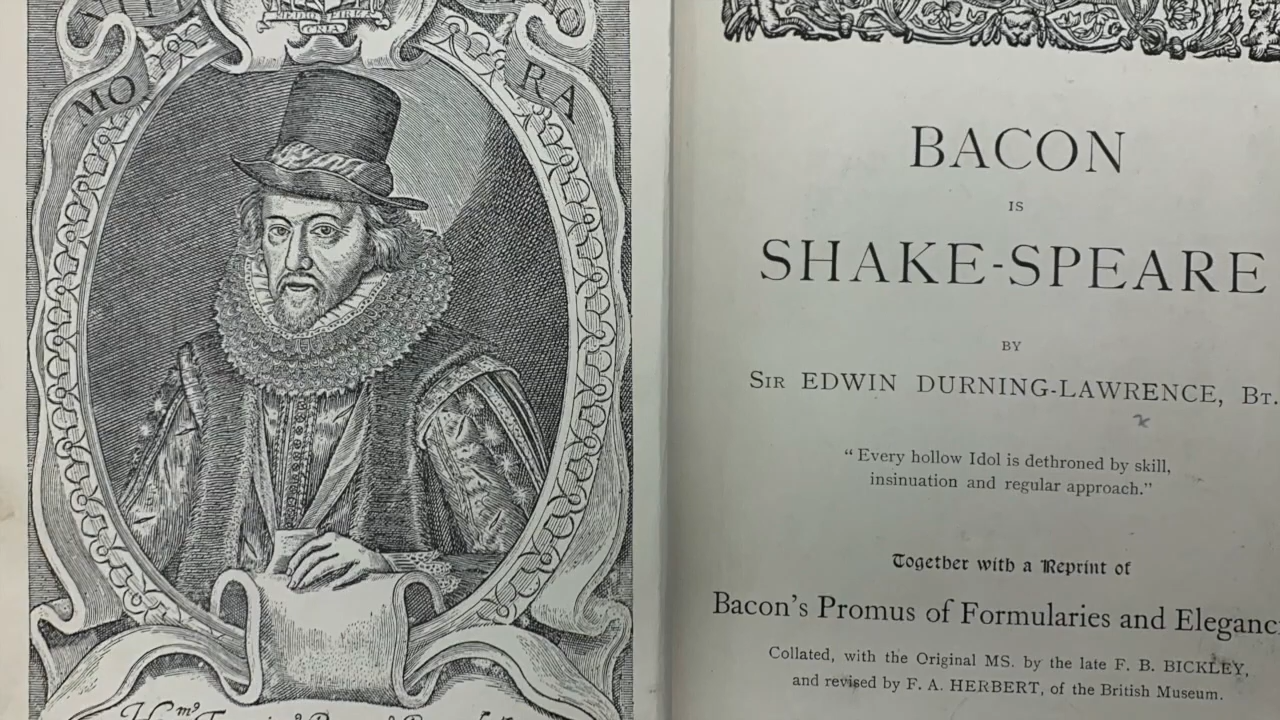 MO
RA
BACON
IS
SHAKE-SPEARE
BY
SIR EDWIN DURNING-LAWRENCE, BT.
“Every hollow Idol is dethroned by skill,
insinuation and regular approach.”
Together with a Reprint of
Bacon's Promus of Formularies and Eleganc
Collated, with the Original MS. by the late F. B. BICKLEY,
and revised by F. A. HERBERT, of the British Museum.